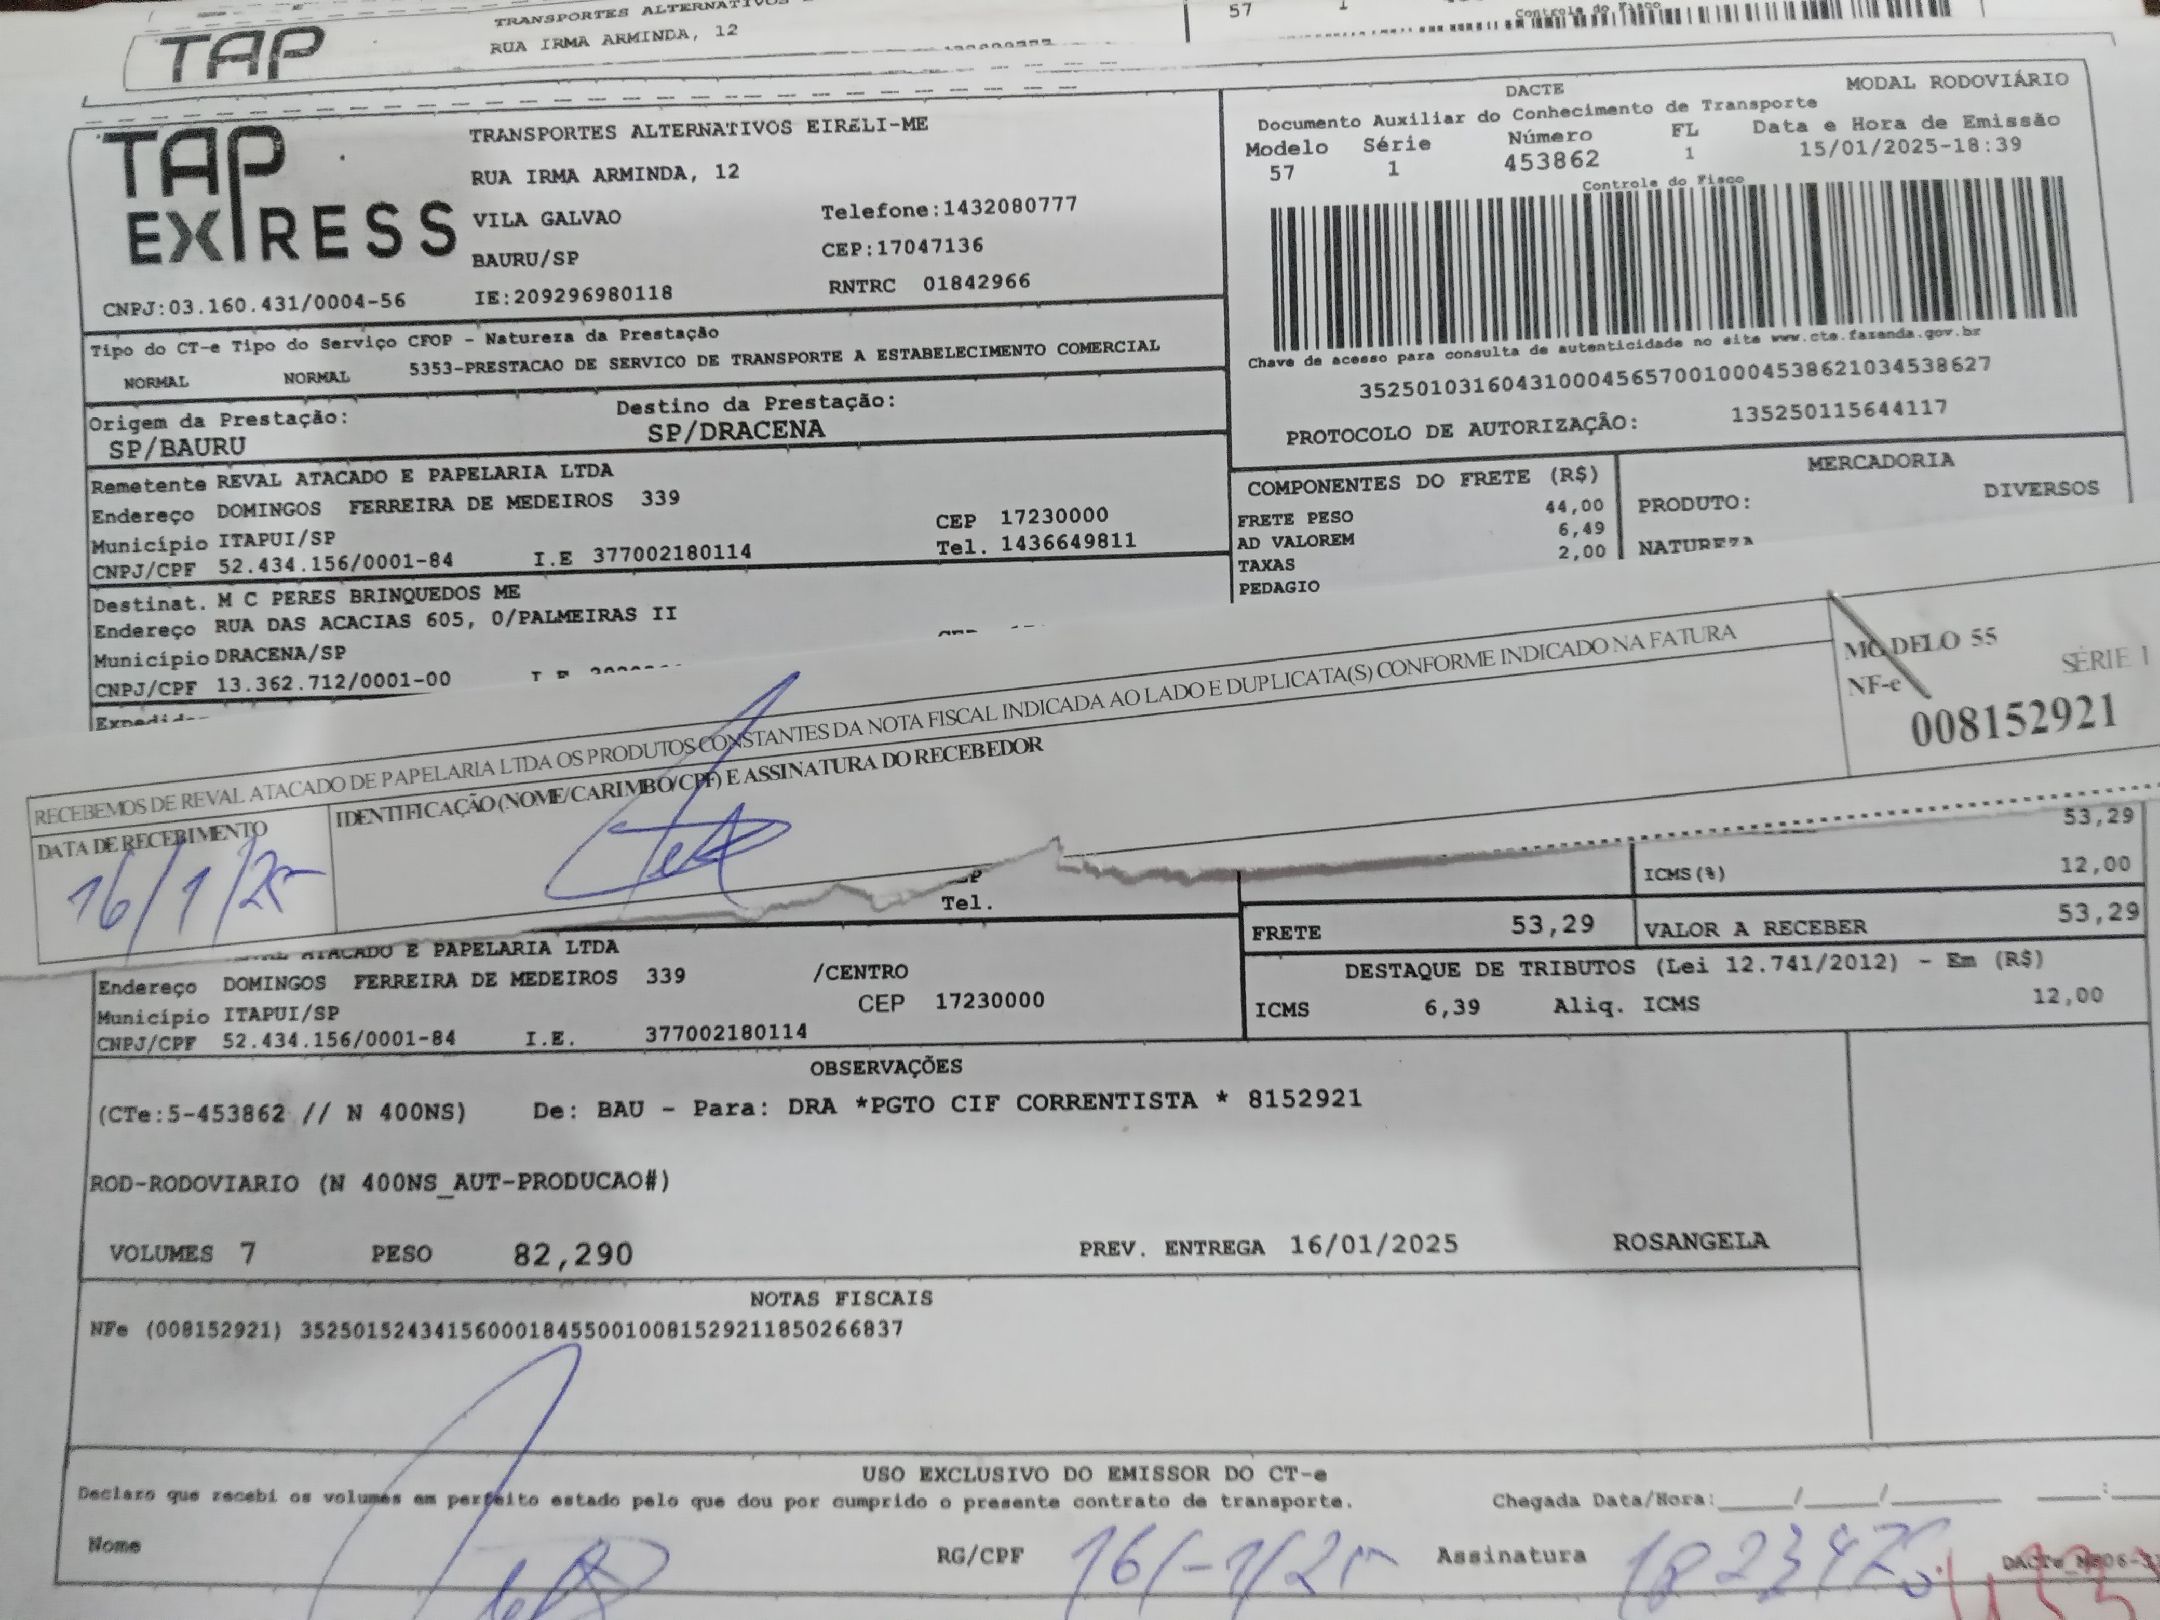 TAP
TRANSPORTES ALTERNATIVOS
RUA IRMA ARMINDA, 12
57 1
Controle do Fisco
TAP EXPRESS
TRANSPORTES ALTERNATIVOS EIRELI-ME
RUA IRMA ARMINDA, 12
VILA GALVAO Telefone:1432080777
BAURU/SP CEP:17047136
CNPJ:03.160.431/0004-56 IE:209296980118 RNTRC 01842966
DACTE MODAL RODOVIÁRIO
Documento Auxiliar do Conhecimento de Transporte
Modelo Série Número FL Data e Hora de Emissão
57 1 453862 1 15/01/2025-18:39
Controle do Fisco
Chave de acesso para consulta de autenticidade no site www.cte.fazenda.gov.br
35250103160431000456570010004538621034538627
PROTOCOLO DE AUTORIZAÇÃO: 135250115644117
Tipo do CT-e Tipo do Serviço CFOP - Natureza da Prestação
NORMAL NORMAL 5353-PRESTACAO DE SERVICO DE TRANSPORTE A ESTABELECIMENTO COMERCIAL
Origem da Prestação: Destino da Prestação:
SP/BAURU SP/DRACENA
Remetente REVAL ATACADO E PAPELARIA LTDA
Endereço DOMINGOS FERREIRA DE MEDEIROS 339
Município ITAPUI/SP CEP 17230000
CNPJ/CPF 52.434.156/0001-84 I.E 377002180114 Tel. 1436649811
COMPONENTES DO FRETE (R$)
FRETE PESO 44,00
AD VALOREM 6,49
TAXAS 2,00
PEDAGIO
MERCADORIA
PRODUTO: DIVERSOS
NATUREZA
Destinat. M C PERES BRINQUEDOS ME
Endereço RUA DAS ACACIAS 605, 0/PALMEIRAS II
Município DRACENA/SP
CNPJ/CPF 13.362.712/0001-00
RECEBEMOS DE REVAL ATACADO DE PAPELARIA LTDA OS PRODUTOS CONSTANTES DA NOTA FISCAL INDICADA AO LADO E DUPLICATA(S) CONFORME INDICADO NA FATURA
DATA DE RECEBIMENTO IDENTIFICAÇÃO (NOME/CARIMBO/CPF) E ASSINATURA DO RECEBEDOR
16/1/25
MODELO 55
NF-e SÉRIE 1
008152921
Tel.
53,29
ICMS(%) 12,00
FRETE 53,29 VALOR A RECEBER 53,29
DESTAQUE DE TRIBUTOS (Lei 12.741/2012) - Em (R$)
ICMS 6,39 Aliq. ICMS 12,00
ATACADO E PAPELARIA LTDA
Endereço DOMINGOS FERREIRA DE MEDEIROS 339 /CENTRO
Município ITAPUI/SP CEP 17230000
CNPJ/CPF 52.434.156/0001-84 I.E. 377002180114
OBSERVAÇÕES
(CTe:5-453862 // N 400NS) De: BAU - Para: DRA *PGTO CIF CORRENTISTA * 8152921
ROD-RODOVIARIO (N 400NS_AUT-PRODUCAO#)
VOLUMES 7 PESO 82,290 PREV. ENTREGA 16/01/2025 ROSANGELA
NOTAS FISCAIS
NFe (008152921) 35250152434156000184550010081529211850266837
USO EXCLUSIVO DO EMISSOR DO CT-e
Declaro que recebi os volumes em perfeito estado pelo que dou por cumprido o presente contrato de transporte. Chegada Data/Hora:
Nome RG/CPF 16/-1/25 Assinatura